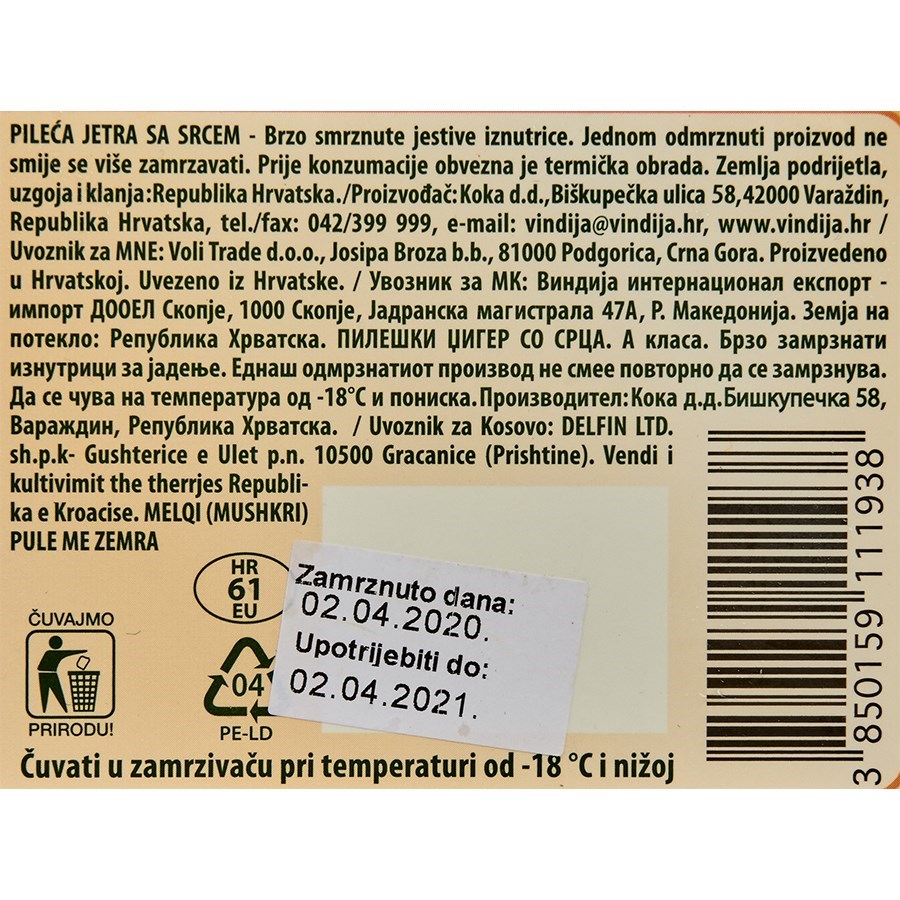 PILEĆA JETRA SA SRCEM - Brzo smrznute jestive iznutrice. Jednom odmrznuti proizvod ne
smije se više zamrzavati. Prije konzumacije obvezna je termička obrada. Zemlja podrijetla,
uzgoja i klanja:Republika Hrvatska./Proizvođač:Koka d.d.,Biškupečka ulica 58,42000 Varaždin,
Republika Hrvatska, tel./fax: 042/399 999, e-mail: vindija@vindija.hr, www.vindija.hr /
Uvoznik za MNE: Voli Trade d.o.o., Josipa Broza b.b., 81000 Podgorica, Crna Gora. Proizvedeno
u Hrvatskoj. Uvezeno iz Hrvatske. / Увозник за МК: Виндија интернационал експорт -
импорт ДООЕЛ Скопје, 1000 Скопје, Јадранска магистрала 47А, Р. Македонија. Земја на
потекло: Република Хрватска. ПИЛЕШКИ ЏИГЕР СО СРЦА. А класа. Брзо замрзнати
изнутрици за јадење. Еднаш одмрзнатиот производ не смее повторно да се замрзнува.
Да се чува на температура од -18°C и пониска.Производител:Кока д.д.Бишкупечка 58,
Вараждин, Република Хрватска. / Uvoznik za Kosovo: DELFIN LTD.
sh.p.k- Gushterice e Ulet p.n. 10500 Gracanice (Prishtine). Vendi i
kultivimit the therrjes Republi-
ka e Kroacise. MELQI (MUSHKRI)
PULE ME ZEMRA
HR
61
EU
Zamrznuto dana:
02.04.2020.
Upotrijebiti do:
02.04.2021.
ČUVAJMO
PRIRODU!
04
PE-LD
Čuvati u zamrzivaču pri temperaturi od -18 °C i nižoj
3 850159 111938